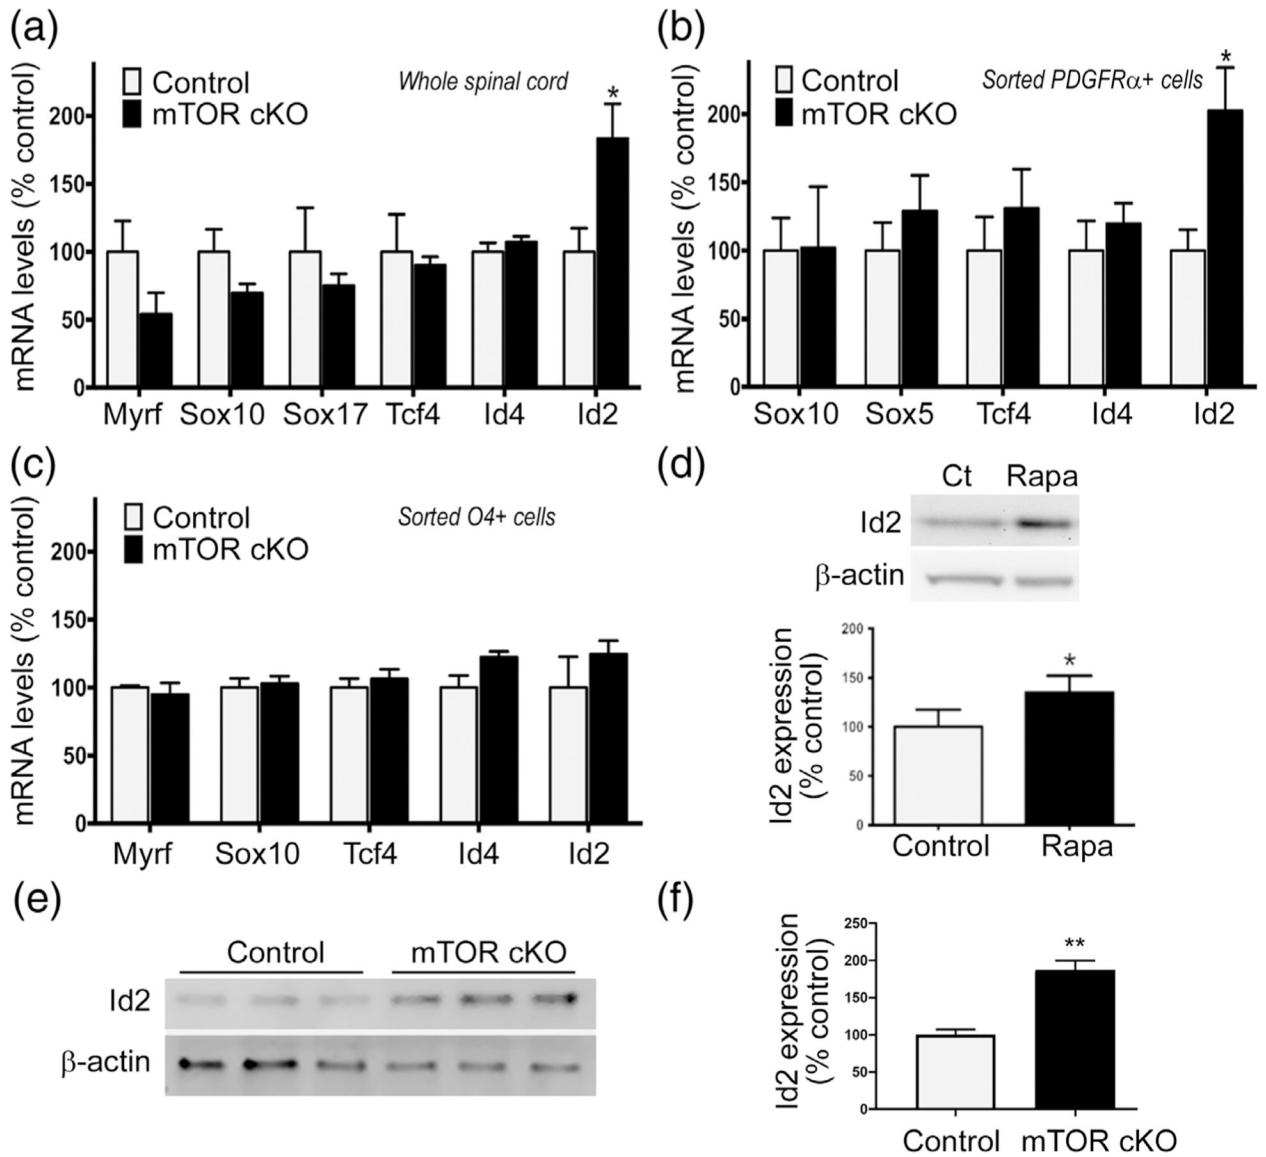 (a)
mRNA levels (% control)
Control
mTOR cKO
Whole spinal cord
*
200
150
100
50
0
Myrf Sox10 Sox17 Tcf4 Id4 Id2
(b)
mRNA levels (% control)
Control
mTOR cKO
Sorted PDGFRα+ cells
*
200
150
100
50
0
Sox10 Sox5 Tcf4 Id4 Id2
(c)
mRNA levels (% control)
Control
mTOR cKO
Sorted O4+ cells
200
150
100
50
0
Myrf Sox10 Tcf4 Id4 Id2
(d)
Ct Rapa
Id2
β-actin
Id2 expression
(% control)
200
150
100
50
0
*
Control Rapa
(e)
Control mTOR cKO
Id2
β-actin
(f)
Id2 expression
(% control)
250
200
150
100
50
0
**
Control mTOR cKO